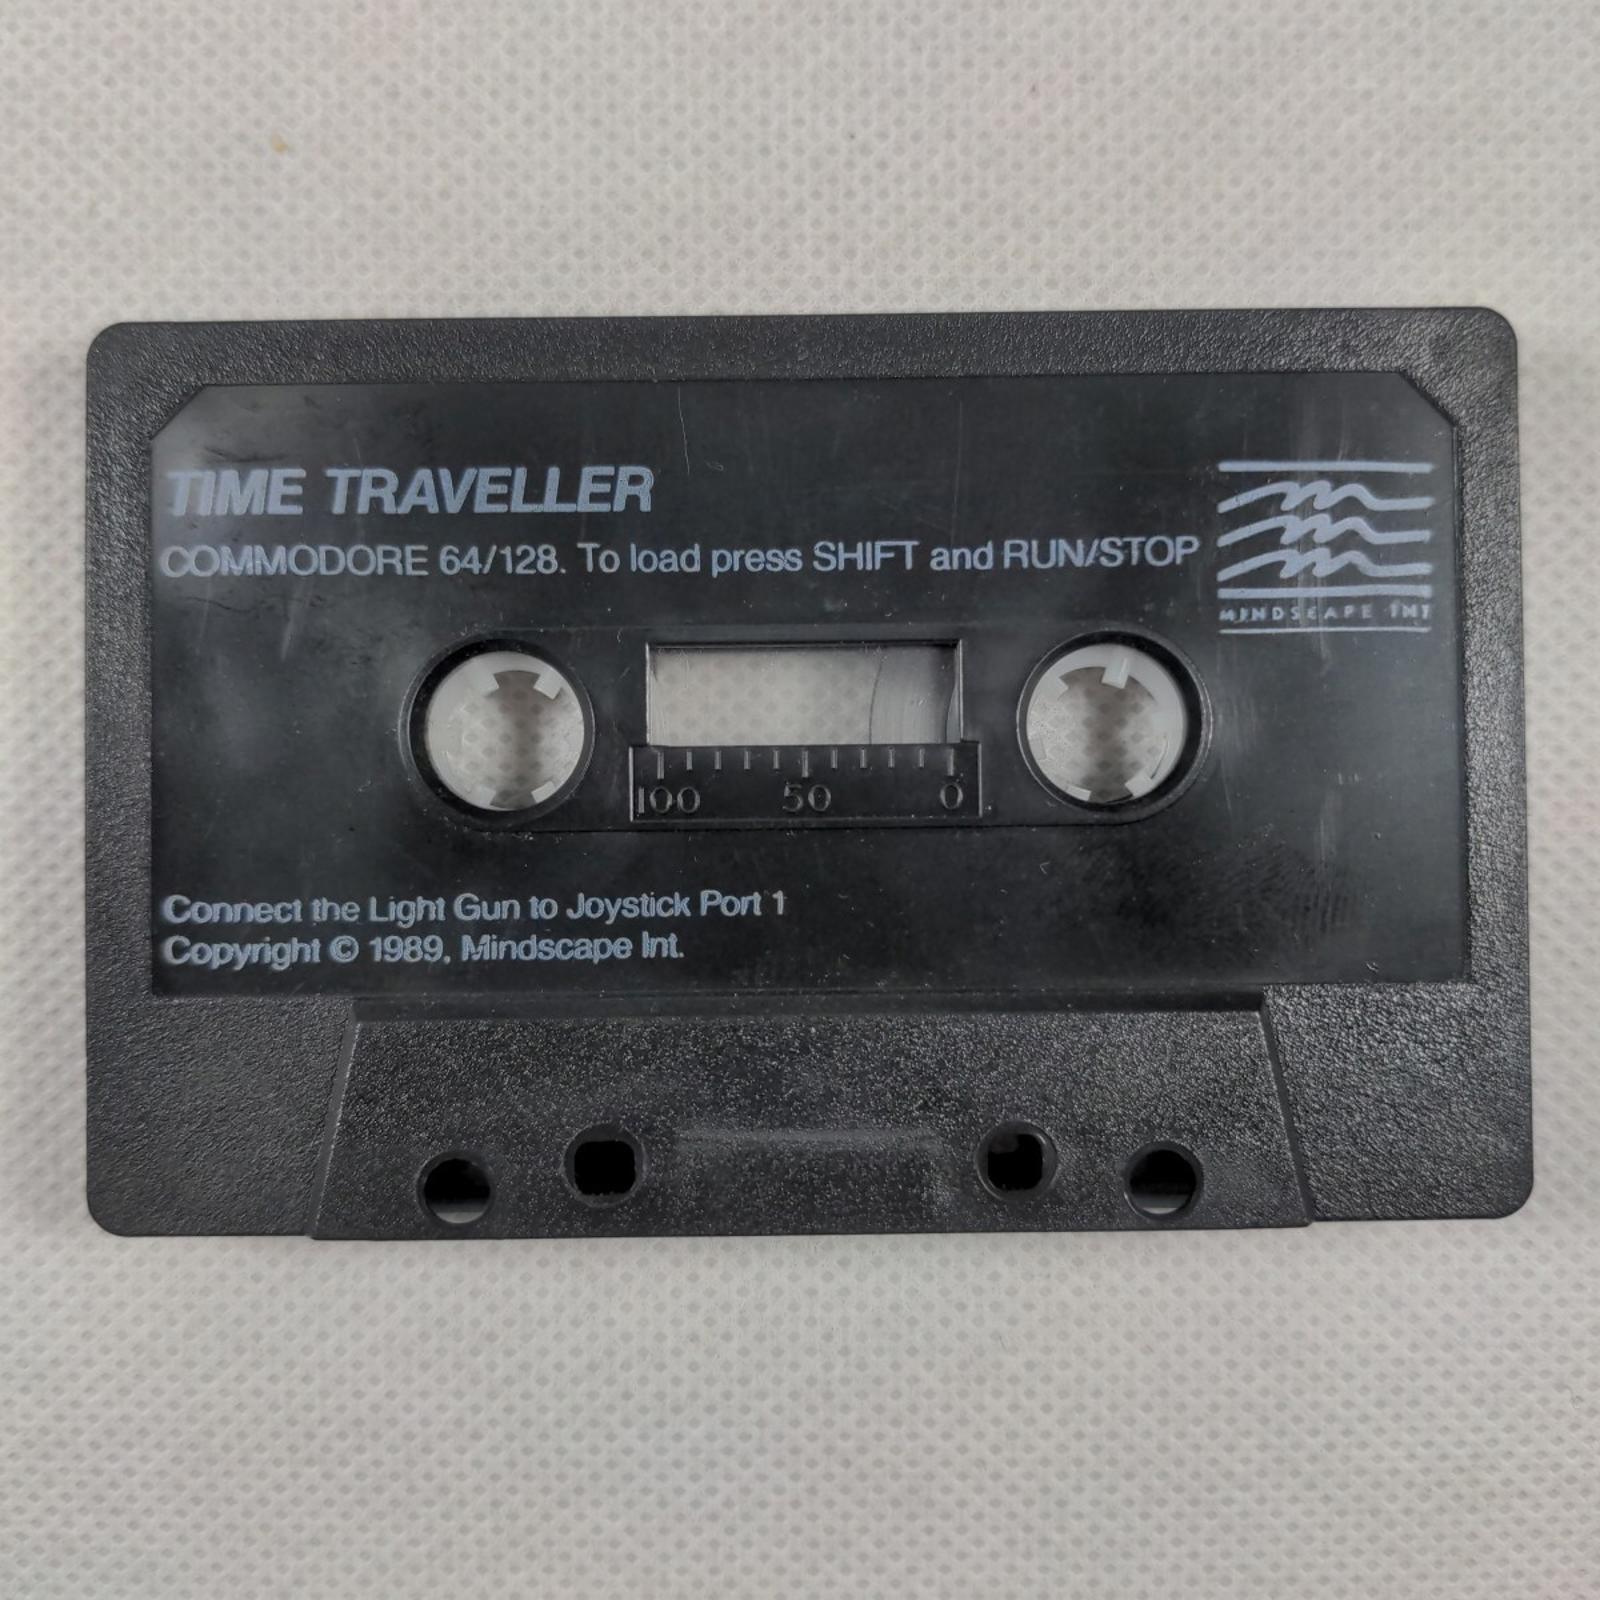 TIME TRAVELLER
COMMODORE 64/128. To load press SHIFT and RUN/STOP
MINDSCAPE INT
100 50 0
Connect the Light Gun to Joystick Port 1
Copyright © 1989, Mindscape Int.